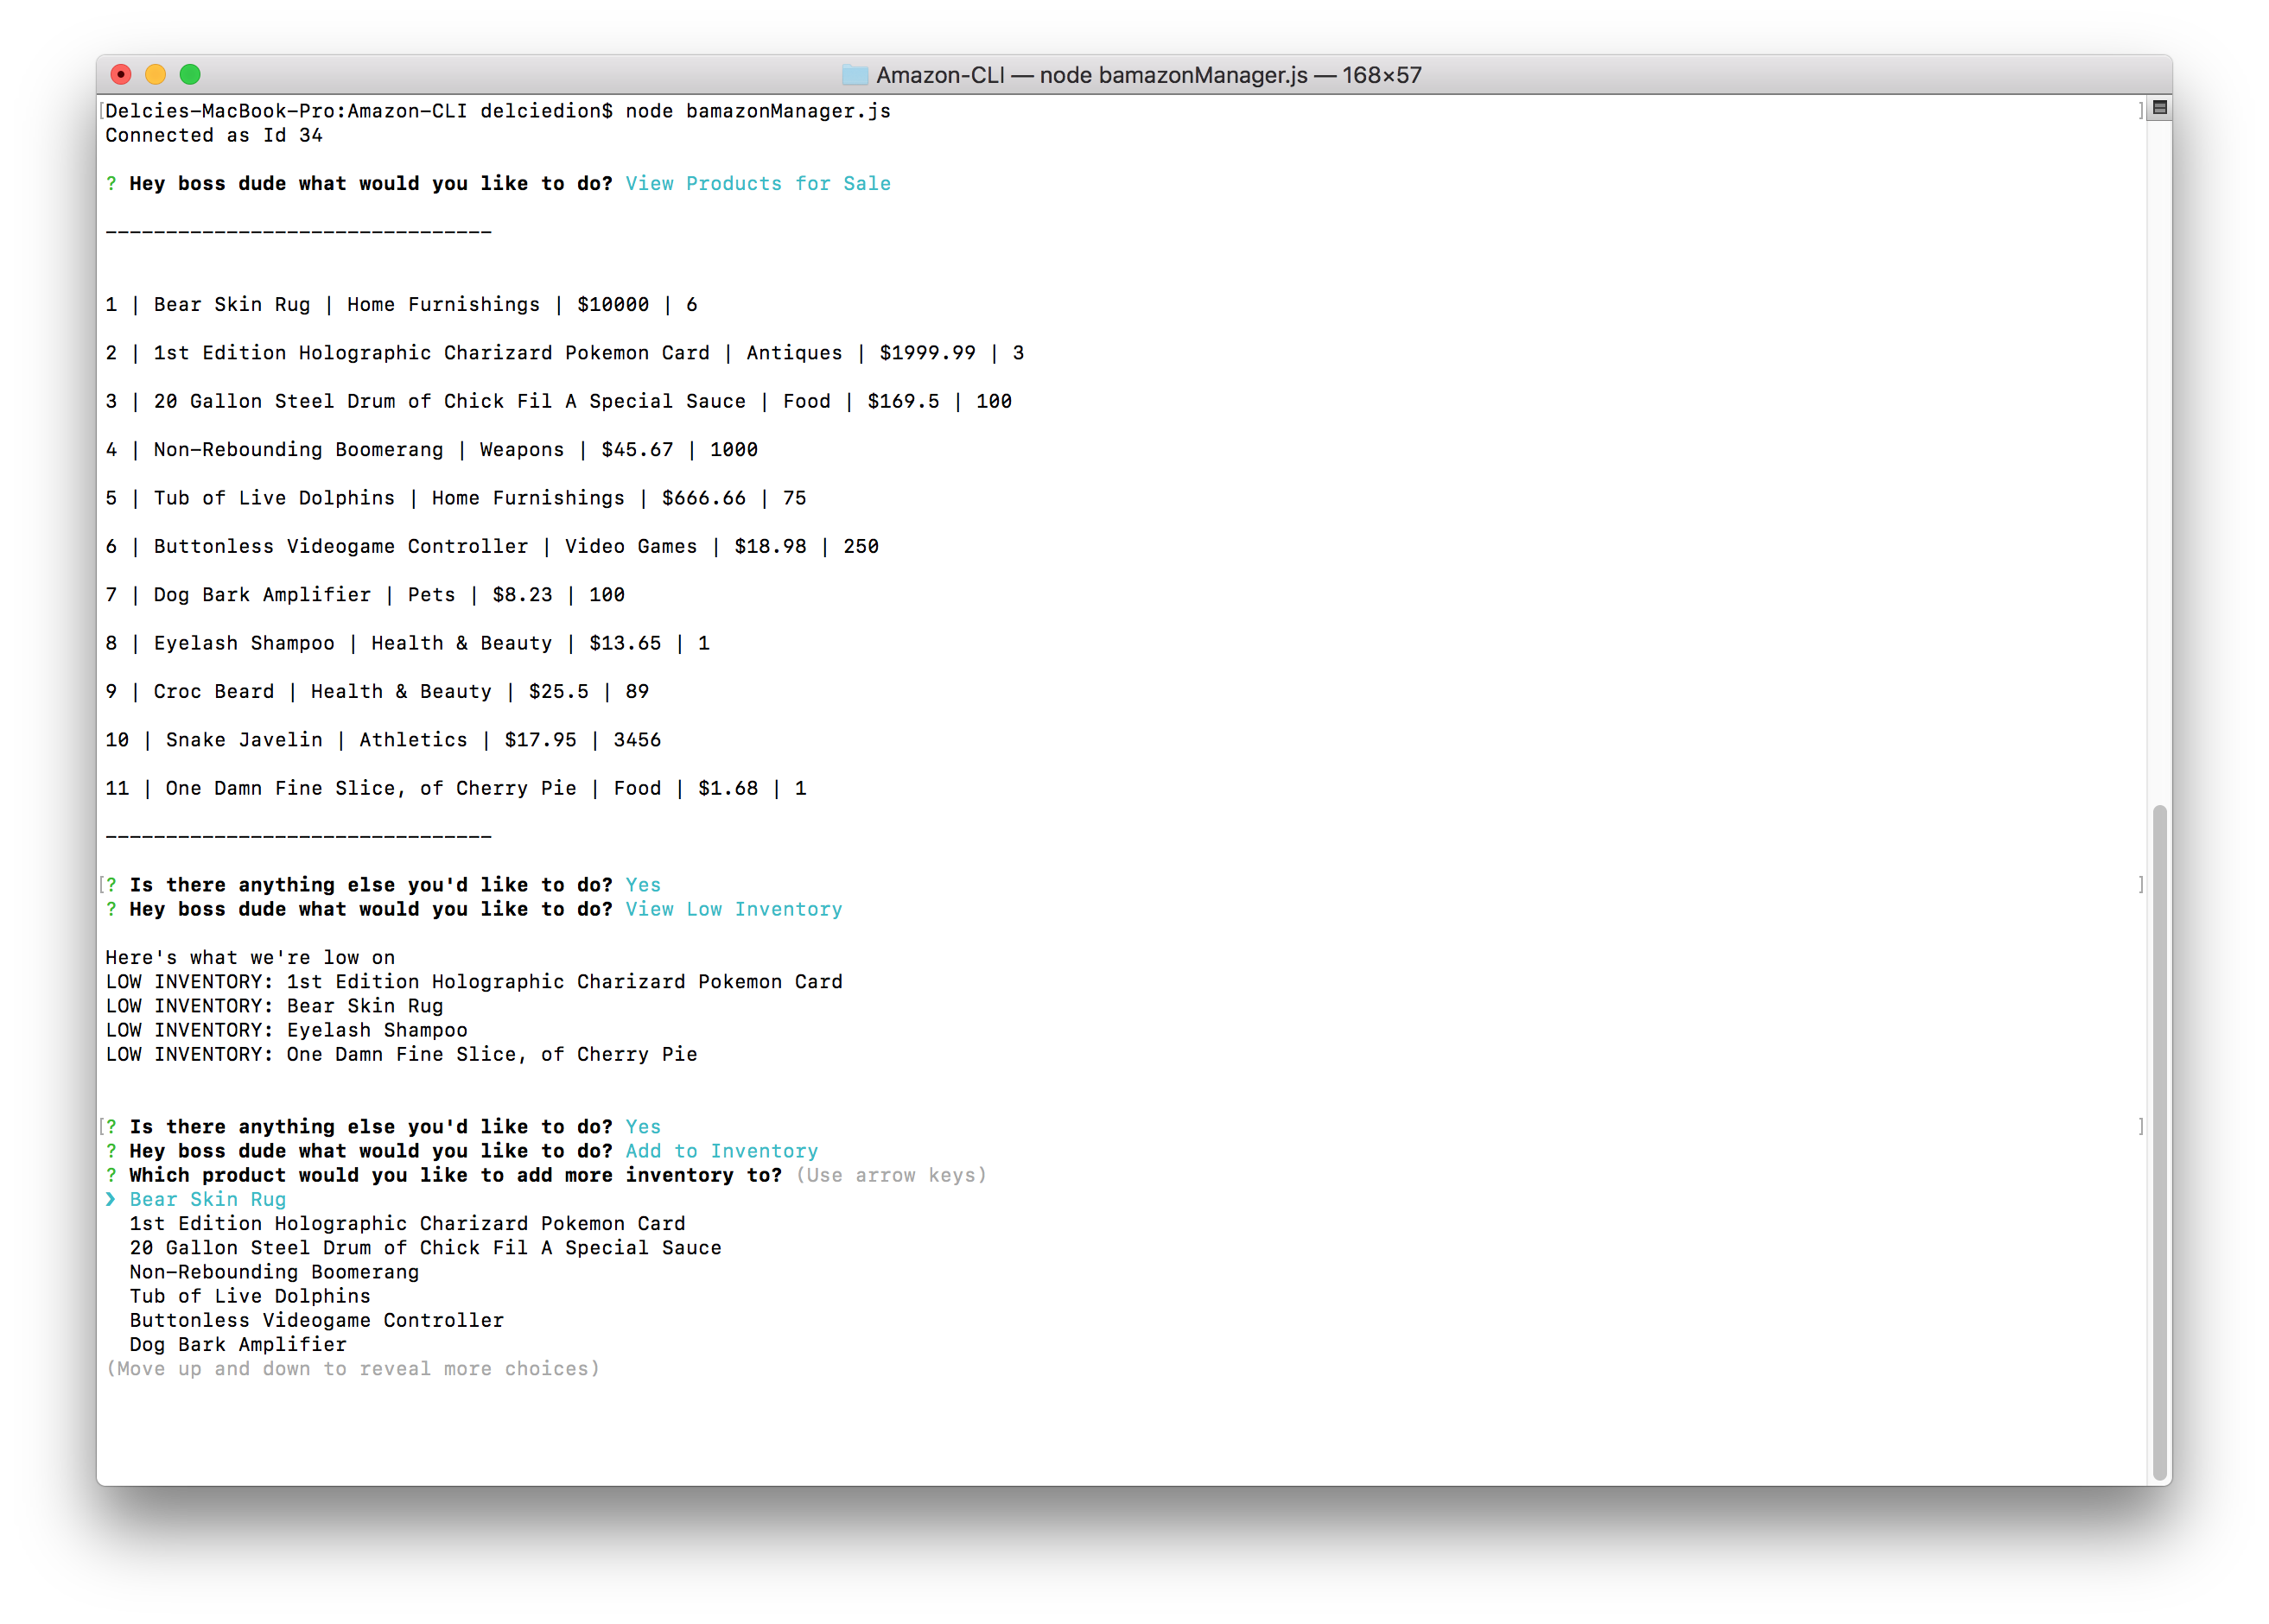 Amazon-CLI — node bamazonManager.js — 168×57
[Delcies-MacBook-Pro:Amazon-CLI delciedion$ node bamazonManager.js ]
Connected as Id 34
? Hey boss dude what would you like to do? View Products for Sale
--------------------------------
1 | Bear Skin Rug | Home Furnishings | $10000 | 6
2 | 1st Edition Holographic Charizard Pokemon Card | Antiques | $1999.99 | 3
3 | 20 Gallon Steel Drum of Chick Fil A Special Sauce | Food | $169.5 | 100
4 | Non-Rebounding Boomerang | Weapons | $45.67 | 1000
5 | Tub of Live Dolphins | Home Furnishings | $666.66 | 75
6 | Buttonless Videogame Controller | Video Games | $18.98 | 250
7 | Dog Bark Amplifier | Pets | $8.23 | 100
8 | Eyelash Shampoo | Health & Beauty | $13.65 | 1
9 | Croc Beard | Health & Beauty | $25.5 | 89
10 | Snake Javelin | Athletics | $17.95 | 3456
11 | One Damn Fine Slice, of Cherry Pie | Food | $1.68 | 1
--------------------------------
[? Is there anything else you'd like to do? Yes ]
? Hey boss dude what would you like to do? View Low Inventory
Here's what we're low on
LOW INVENTORY: 1st Edition Holographic Charizard Pokemon Card
LOW INVENTORY: Bear Skin Rug
LOW INVENTORY: Eyelash Shampoo
LOW INVENTORY: One Damn Fine Slice, of Cherry Pie
[? Is there anything else you'd like to do? Yes ]
? Hey boss dude what would you like to do? Add to Inventory
? Which product would you like to add more inventory to? (Use arrow keys)
❯ Bear Skin Rug
1st Edition Holographic Charizard Pokemon Card
20 Gallon Steel Drum of Chick Fil A Special Sauce
Non-Rebounding Boomerang
Tub of Live Dolphins
Buttonless Videogame Controller
Dog Bark Amplifier
(Move up and down to reveal more choices)